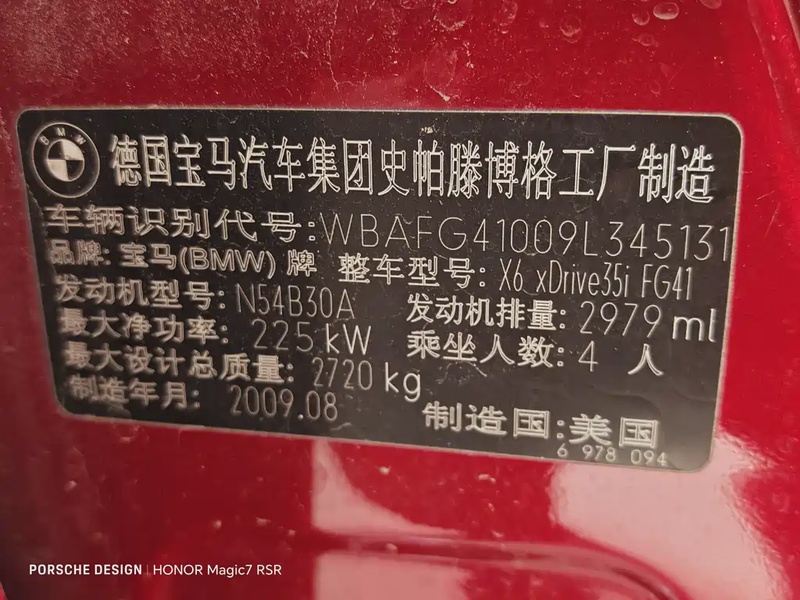 BMW
德国宝马汽车集团史帕滕博格工厂制造
车辆识别代号:WBAFG41009L345131
品牌: 宝马(BMW) 牌 整车型号: X6 xDrive35i FG41
发动机型号: N54B30A 发动机排量: 2979 ml
最大净功率: 225 kW 乘坐人数: 4 人
最大设计总质量: 2720 kg
制造年月: 2009.08 制造国: 美国
6 978 094
PORSCHE DESIGN | HONOR Magic7 RSR